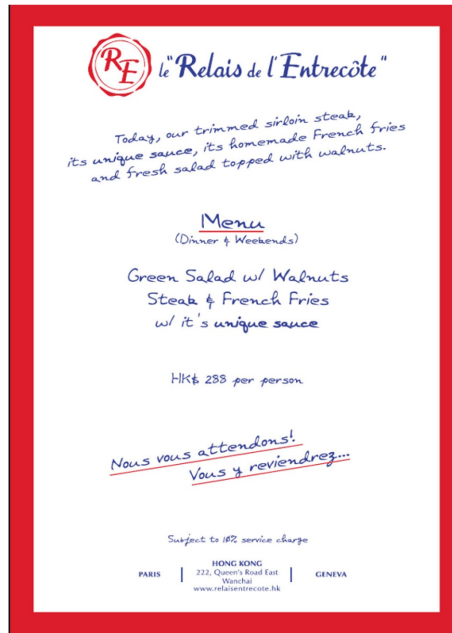 RE
le "Relais de l'Entrecôte"
Today, our trimmed sirloin steak,
its unique sauce, its homemade French fries
and fresh salad topped with walnuts.
Menu
(Dinner & Weekends)
Green Salad w/ Walnuts
Steak & French Fries
w/ it's unique sauce
HK$ 288 per person
Nous vous attendons!
Vous y reviendrez...
Subject to 10% service charge
PARIS
HONG KONG
222, Queen's Road East
Wanchai
www.relaisentrecote.hk
GENEVA